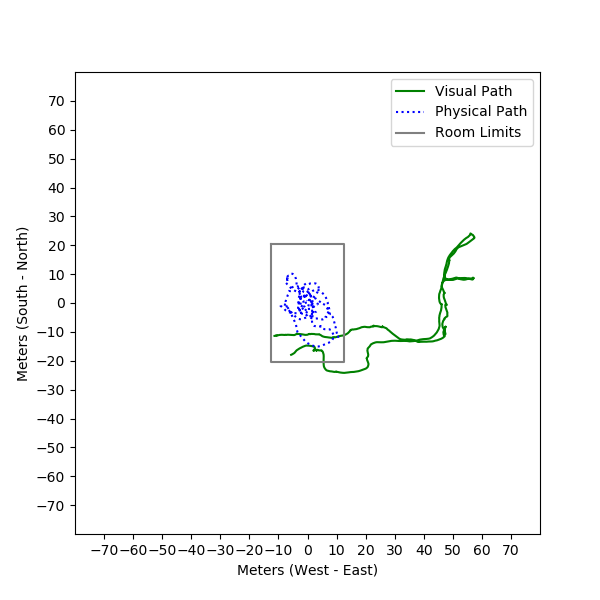 Visual Path
Physical Path
Room Limits
70
60
50
40
30
20
10
0
−10
−20
−30
−40
−50
−60
−70
Meters (South - North)
−70 −60 −50 −40 −30 −20 −10 0 10 20 30 40 50 60 70
Meters (West - East)